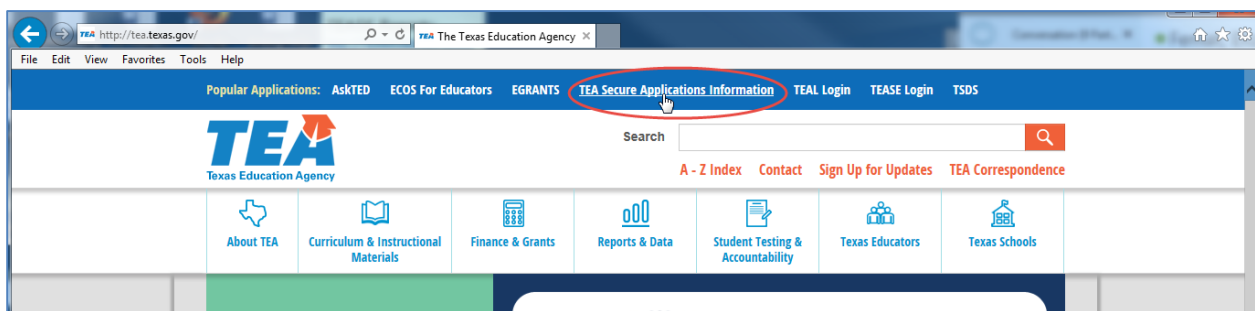 http://tea.texas.gov/
TEA The Texas Education Agency
File Edit View Favorites Tools Help
Popular Applications: AskTED ECOS For Educators EGRANTS TEA Secure Applications Information TEAL Login TEASE Login TSDS
TEA
Texas Education Agency
Search
A - Z Index Contact Sign Up for Updates TEA Correspondence
About TEA
Curriculum & Instructional
Materials
Finance & Grants
Reports & Data
Student Testing &
Accountability
Texas Educators
Texas Schools